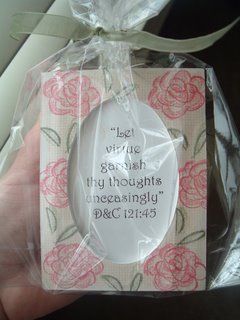 "Let
virtue
garnish
thy thoughts
unceasingly"
D&C 121:45